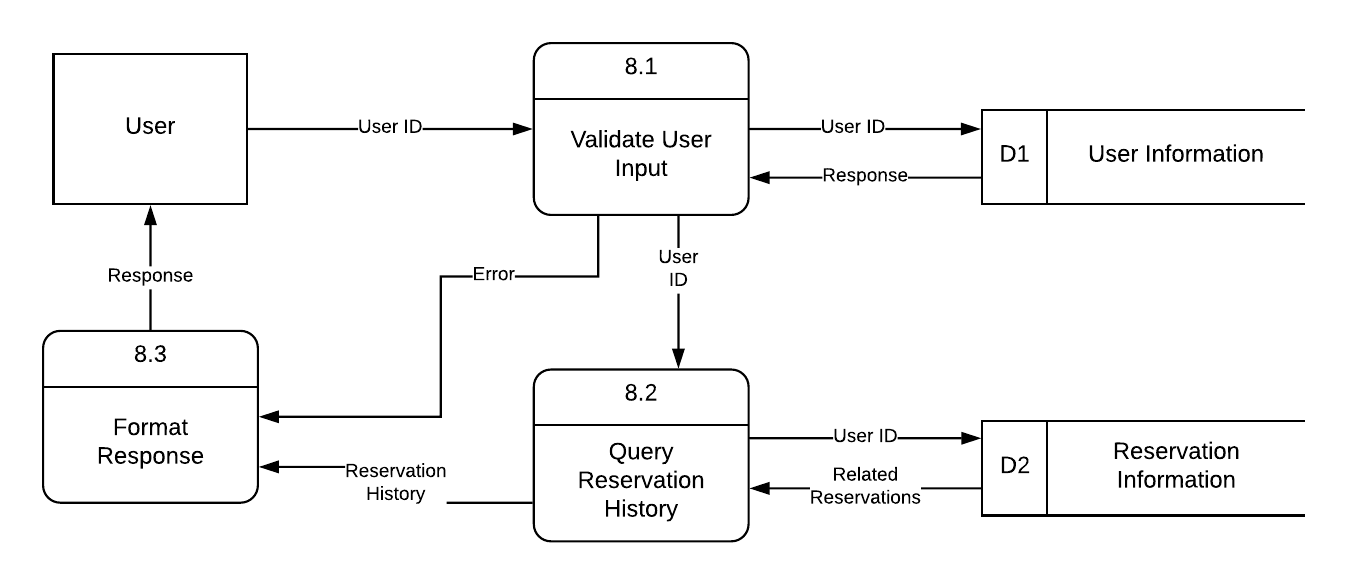 8.1
User
User ID
Validate User
Input
User ID
D1
User Information
Response
User
ID
Error
Response
8.3
8.2
Format
Response
Query
Reservation
History
User ID
D2
Reservation
Information
Reservation
History
Related
Reservations